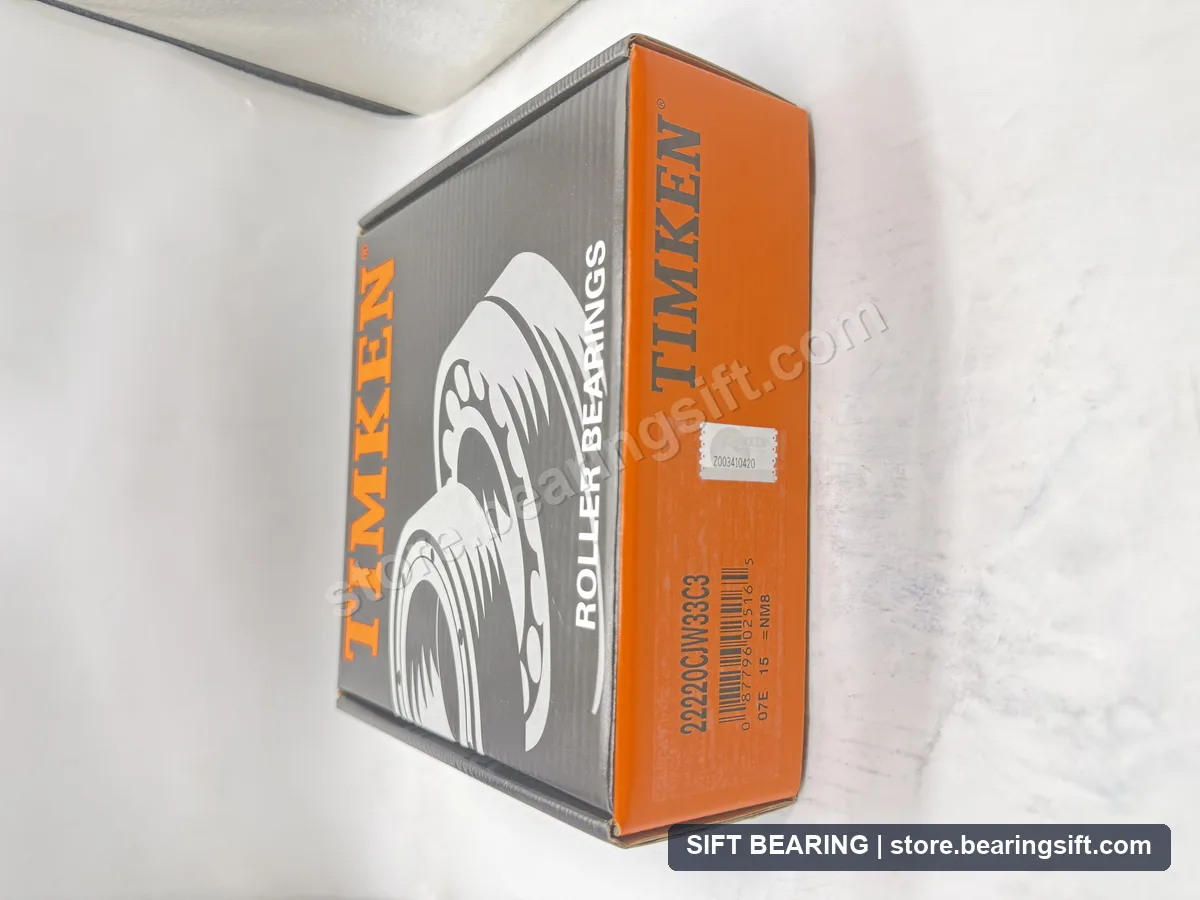 TIMKEN®
ROLLER BEARINGS
TIMKEN®
Z003410420
22220CJW33C3
0 87796 02516 5
07E 15 =NM8
store.bearingsift.com
SIFT BEARING | store.bearingsift.com